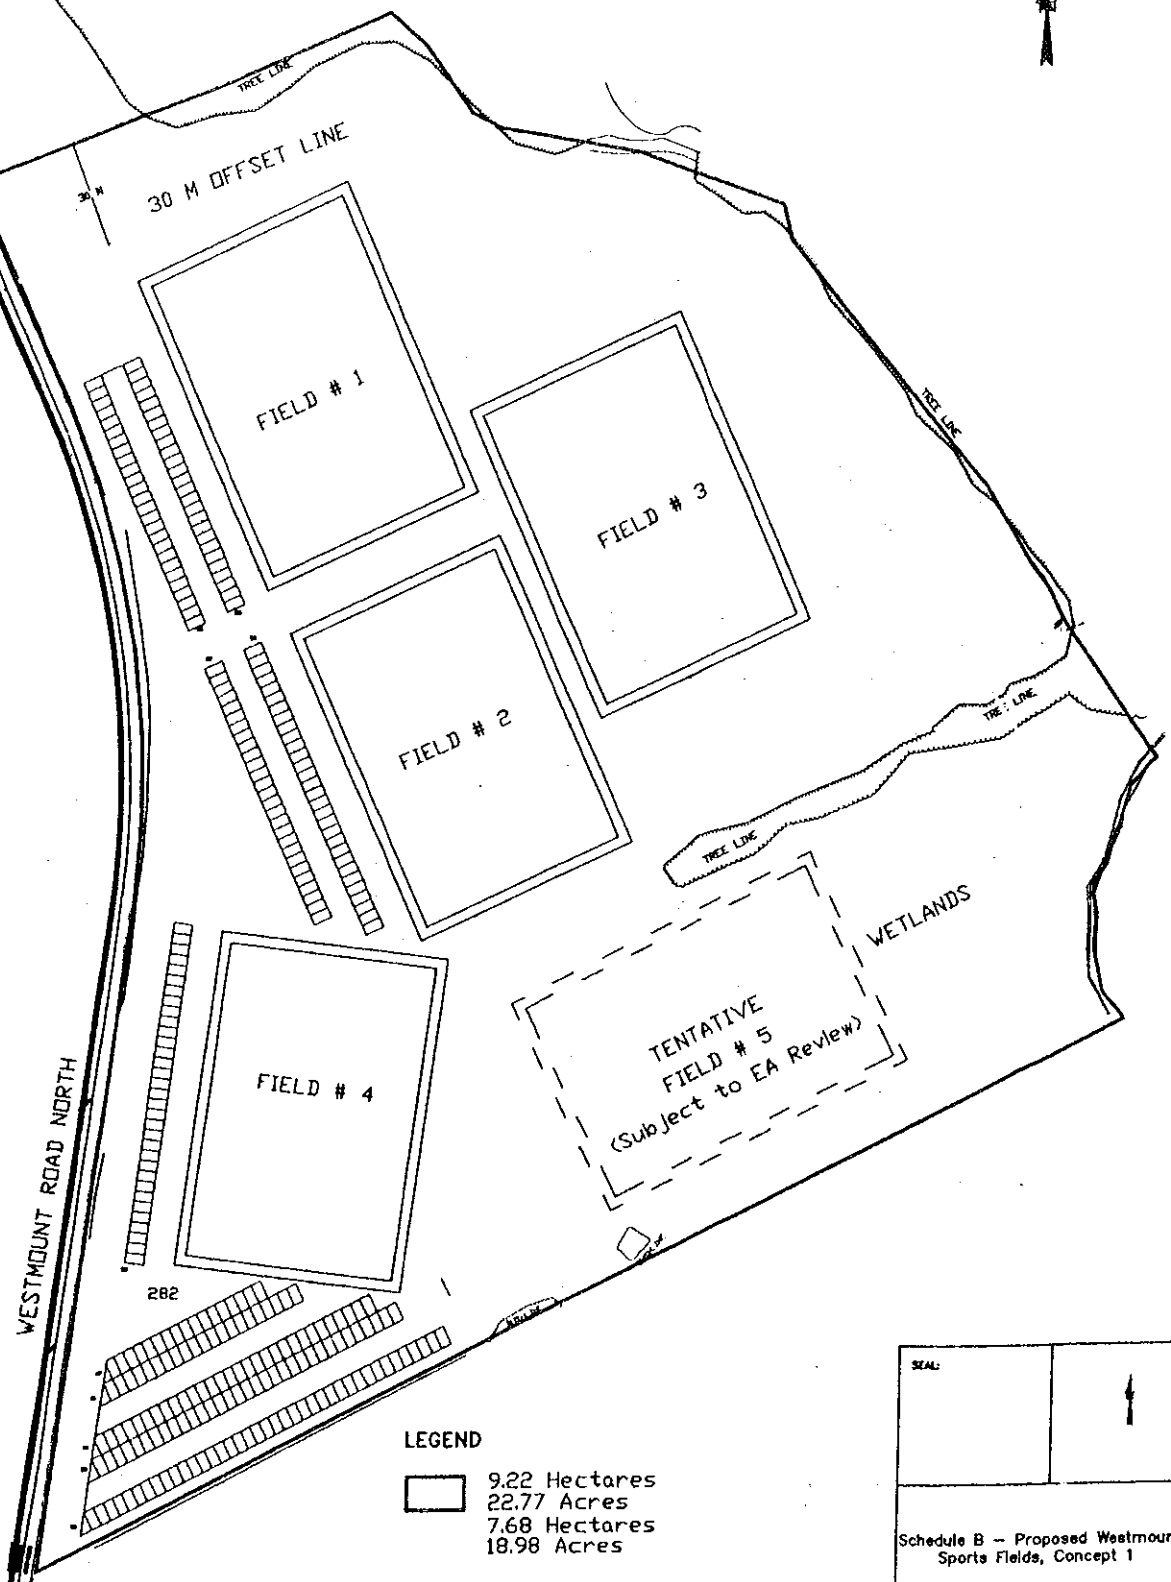 TREE LINE
30 M OFFSET LINE
30 M
FIELD # 1
TREE LINE
FIELD # 3
FIELD # 2
TREE LINE
TREE LINE
WETLANDS
TENTATIVE
FIELD # 5
(Subject to EA Review)
FIELD # 4
WESTMOUNT ROAD NORTH
282
SEAL:
LEGEND
9.22 Hectares
22.77 Acres
7.68 Hectares
18.98 Acres
Schedule B – Proposed Westmoun
Sports Fields, Concept 1